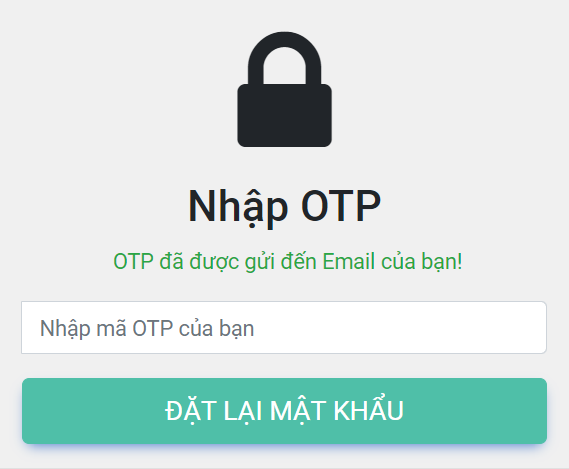 Nhập OTP
OTP đã được gửi đến Email của bạn!
Nhập mã OTP của bạn
ĐẶT LẠI MẬT KHẨU